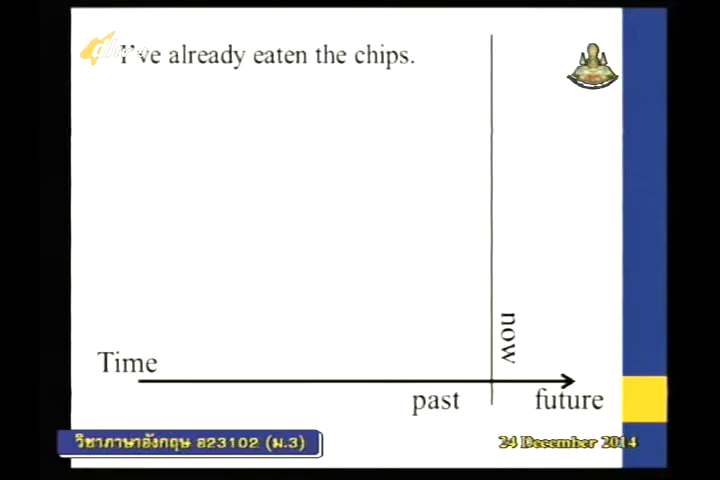 I've already eaten the chips.
now
Time
past
future
วิชาภาษาอังกฤษ อ23102 (ม.3)
24 December 2014